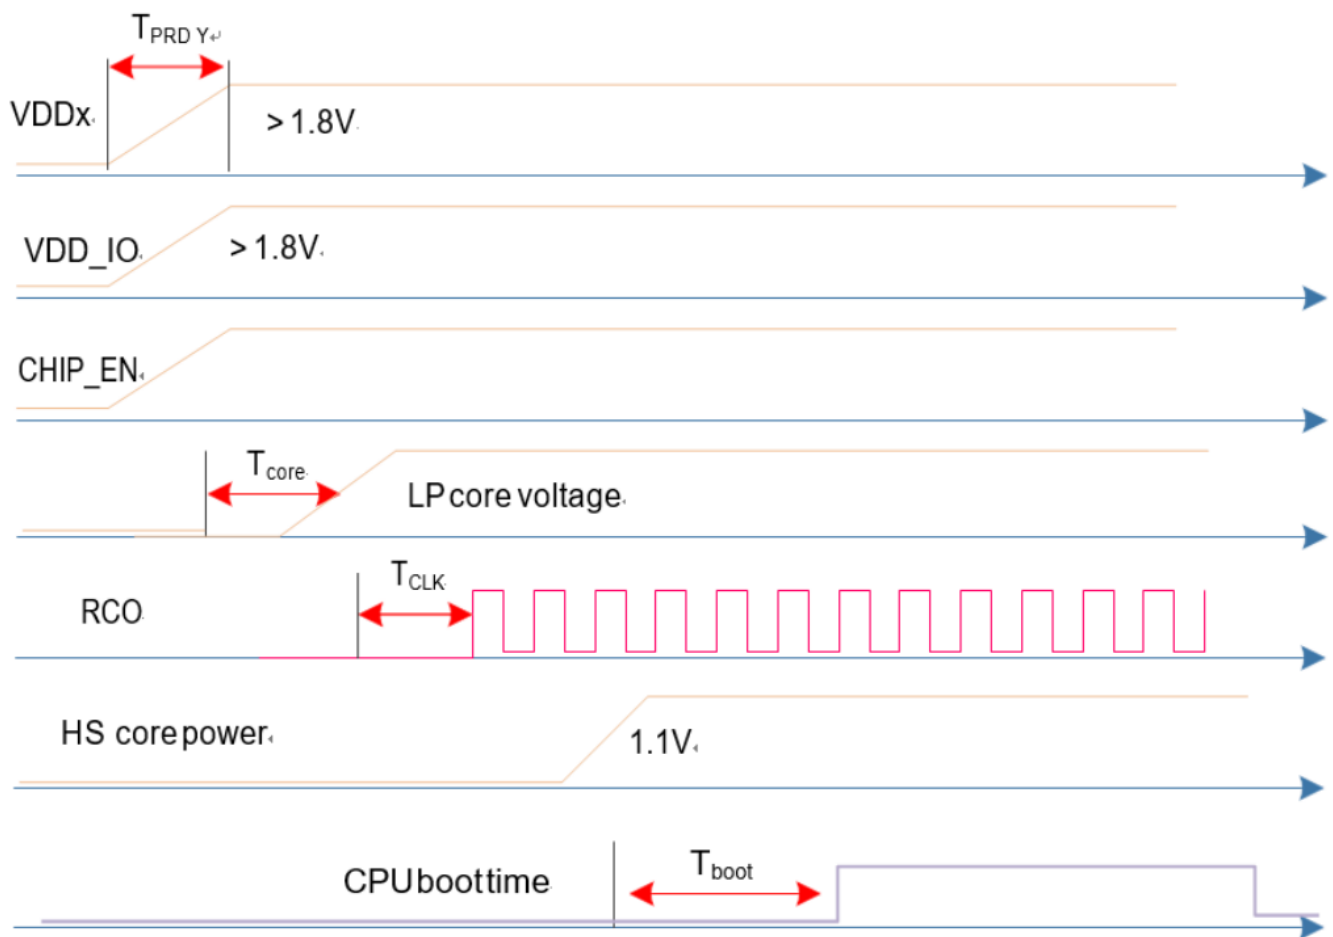 TPRDY
VDDx
> 1.8V
VDD_IO
> 1.8V
CHIP_EN
Tcore
LP core voltage
TCLK
RCO
HS core power
1.1V
CPU boot time
Tboot